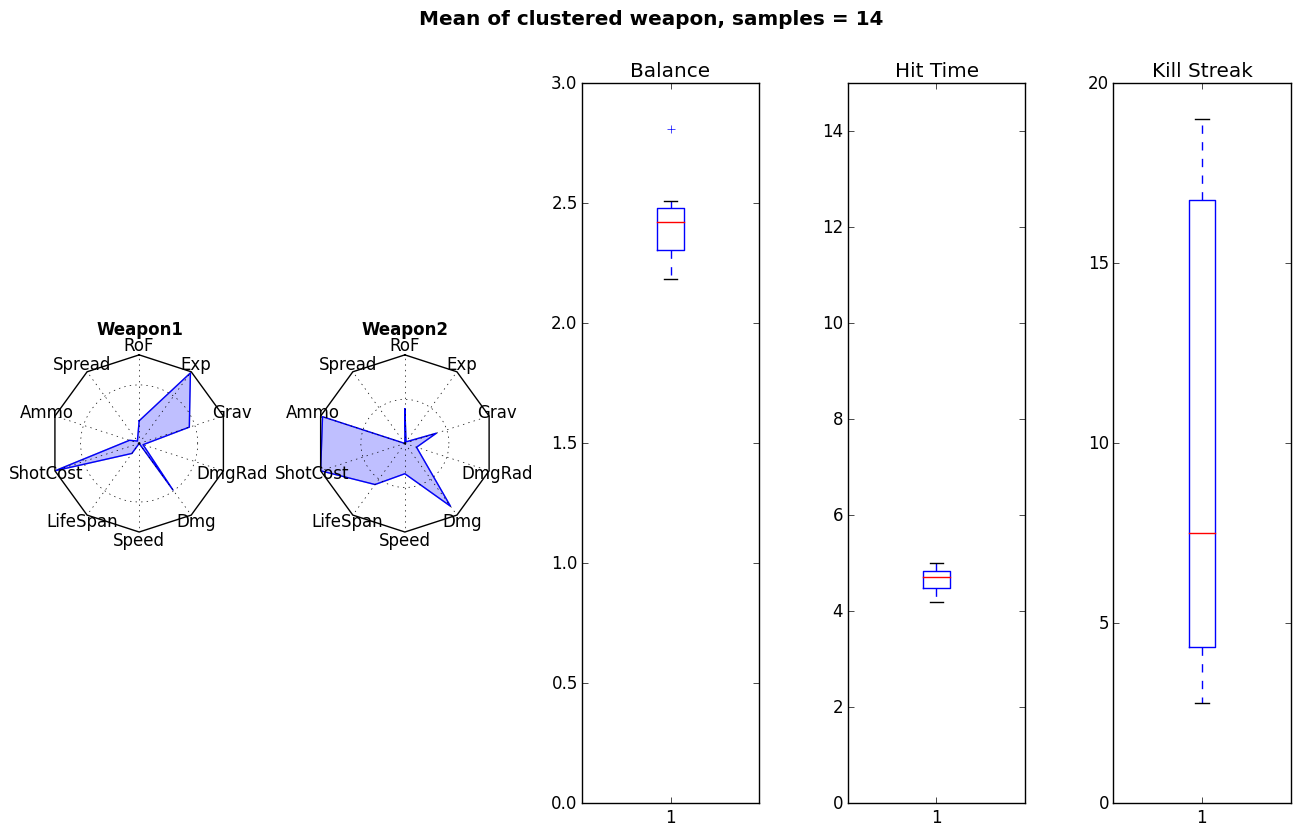 Mean of clustered weapon, samples = 14
Weapon1
RoF
Spread
Exp
Ammo
Grav
ShotCost
DmgRad
LifeSpan
Dmg
Speed
Weapon2
RoF
Spread
Exp
Ammo
Grav
ShotCost
DmgRad
LifeSpan
Dmg
Speed
Balance
3.0
2.5
2.0
1.5
1.0
0.5
0.0
1
Hit Time
14
12
10
8
6
4
2
0
1
Kill Streak
20
15
10
5
0
1